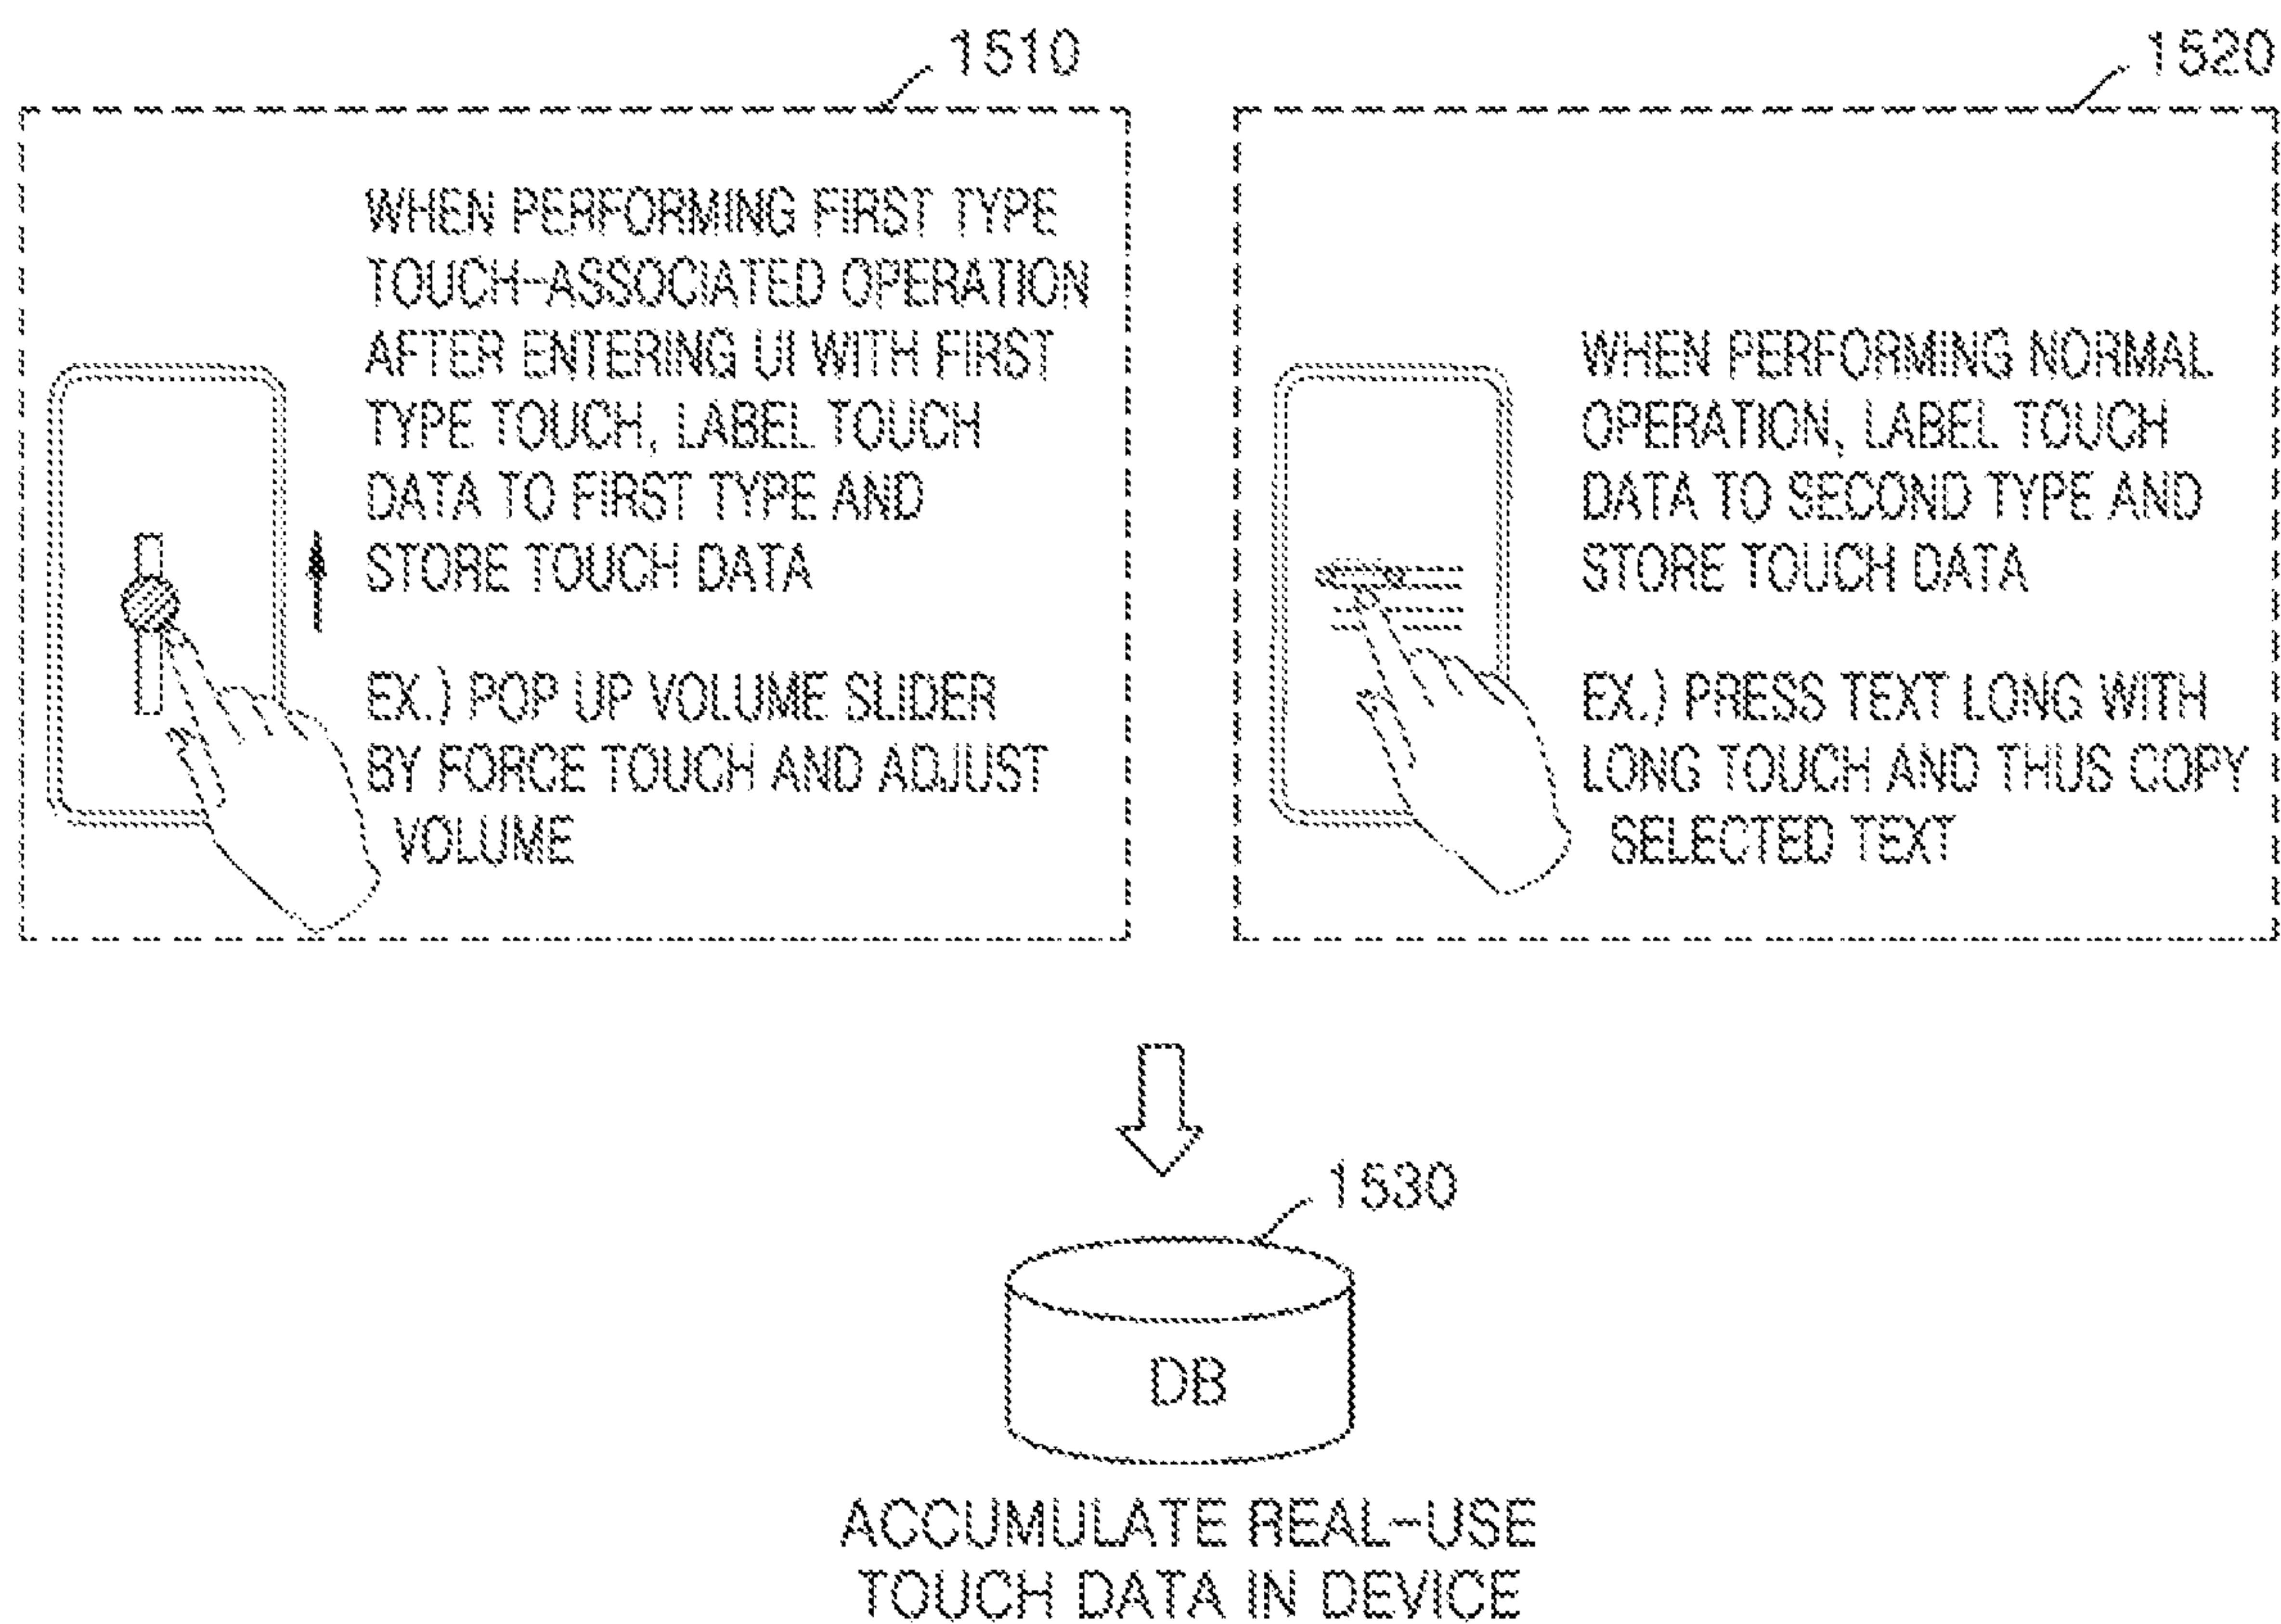 1510
WHEN PERFORMING FIRST TYPE
TOUCH-ASSOCIATED OPERATION
AFTER ENTERING UI WITH FIRST
TYPE TOUCH, LABEL TOUCH
DATA TO FIRST TYPE AND
STORE TOUCH DATA
EX.) POP UP VOLUME SLIDER
BY FORCE TOUCH AND ADJUST
VOLUME
1520
WHEN PERFORMING NORMAL
OPERATION, LABEL TOUCH
DATA TO SECOND TYPE AND
STORE TOUCH DATA
EX.) PRESS TEXT LONG WITH
LONG TOUCH AND THUS COPY
SELECTED TEXT
1530
DB
ACCUMULATE REAL-USE
TOUCH DATA IN DEVICE